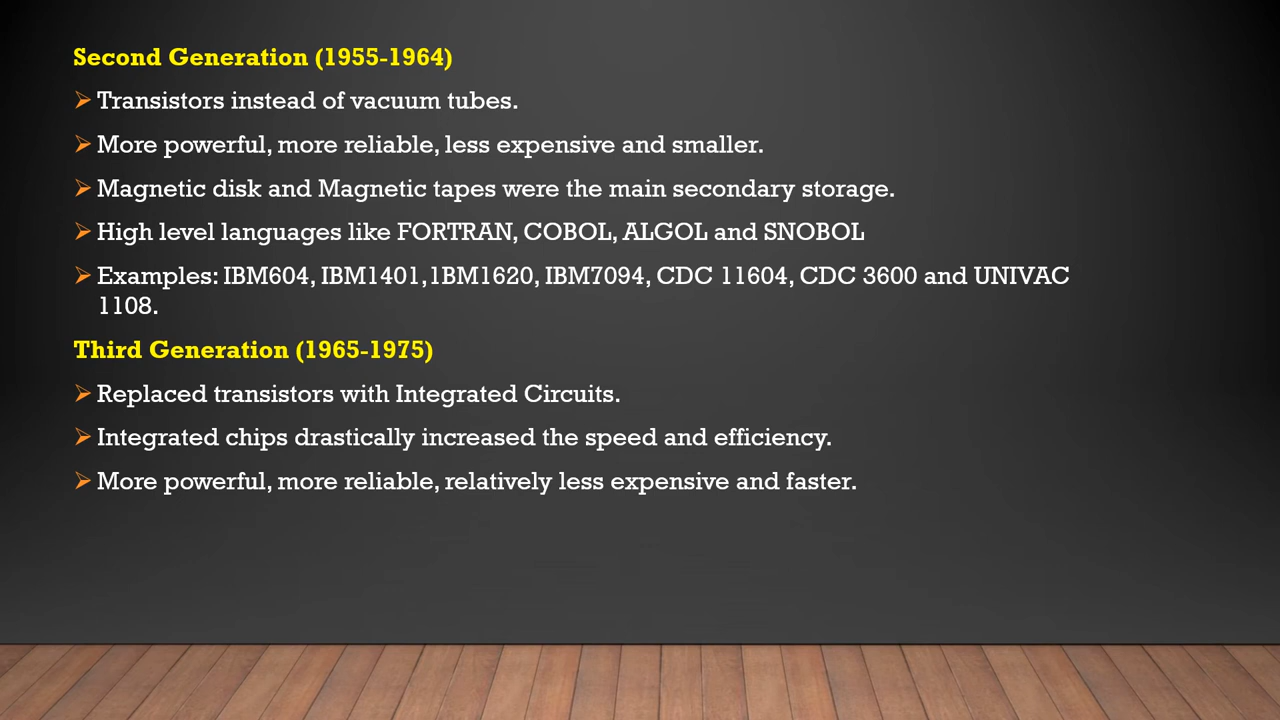 Second Generation (1955-1964)
Transistors instead of vacuum tubes.
More powerful, more reliable, less expensive and smaller.
Magnetic disk and Magnetic tapes were the main secondary storage.
High level languages like FORTRAN, COBOL, ALGOL and SNOBOL
Examples: IBM604, IBM1401,1BM1620, IBM7094, CDC 11604, CDC 3600 and UNIVAC
1108.
Third Generation (1965-1975)
Replaced transistors with Integrated Circuits.
Integrated chips drastically increased the speed and efficiency.
More powerful, more reliable, relatively less expensive and faster.